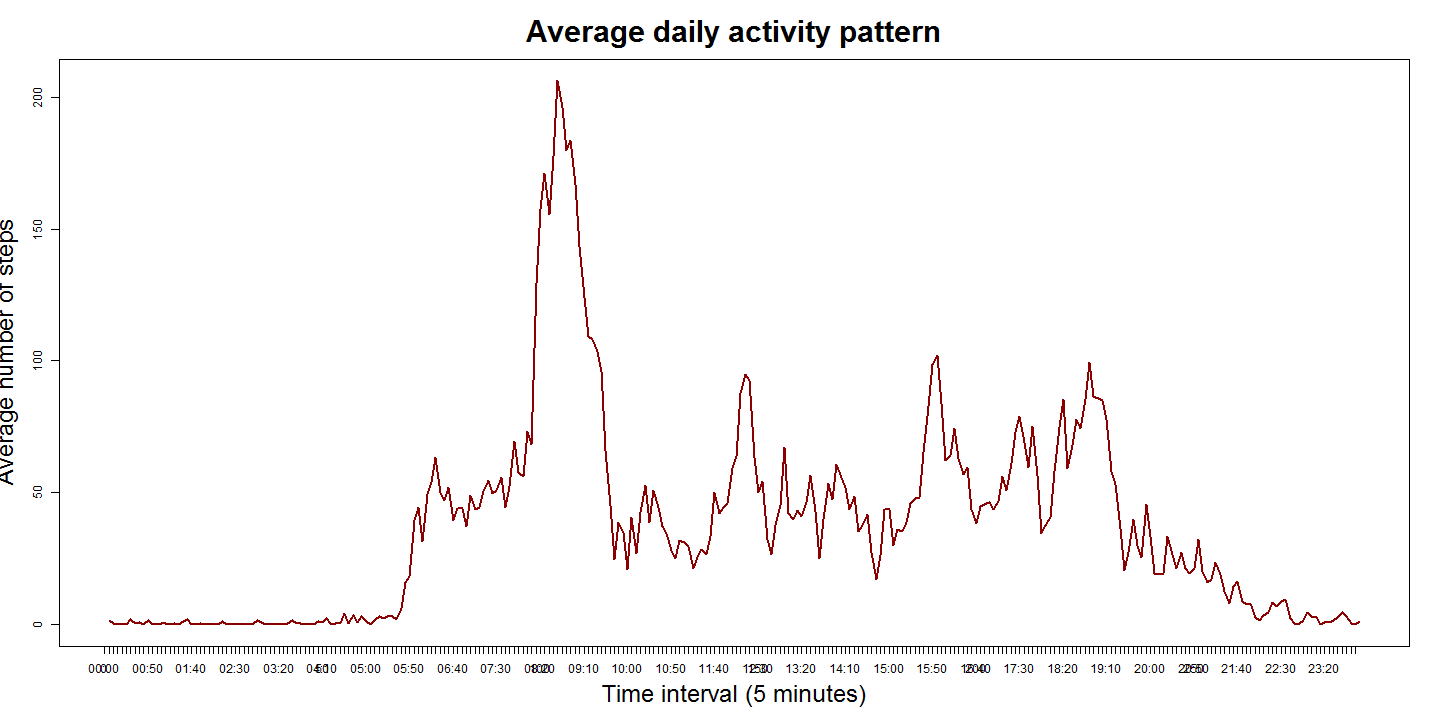 Average daily activity pattern
200
150
100
50
0
Average number of steps
00:50 01:40 02:30 03:20 05:00 05:50 06:40 07:30 09:10 10:00 10:50 11:40 13:20 14:10 15:00 15:50 17:30 18:20 19:10 20:00 21:40 22:30 23:20
Time interval (5 minutes)